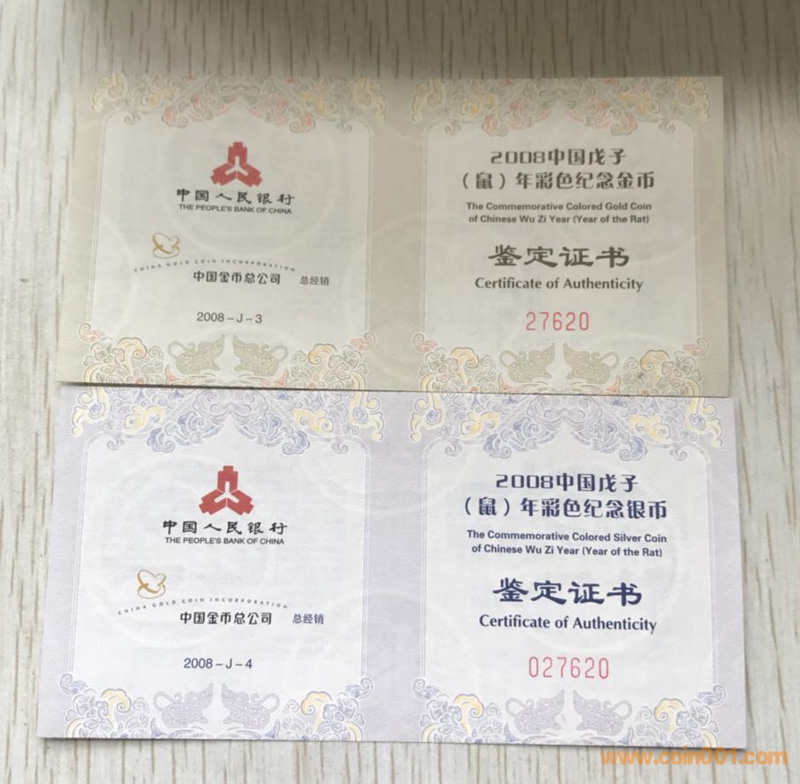 中国人民银行
THE PEOPLE'S BANK OF CHINA
CHINA GOLD COIN INCORPORATION
中国金币总公司 总经销
2008-J-3
2008中国戊子
（鼠）年彩色纪念金币
The Commemorative Colored Gold Coin
of Chinese Wu Zi Year (Year of the Rat)
鉴定证书
Certificate of Authenticity
27620
中国人民银行
THE PEOPLE'S BANK OF CHINA
CHINA GOLD COIN INCORPORATION
中国金币总公司 总经销
2008-J-4
2008中国戊子
（鼠）年彩色纪念银币
The Commemorative Colored Silver Coin
of Chinese Wu Zi Year (Year of the Rat)
鉴定证书
Certificate of Authenticity
027620
www.coin001.com